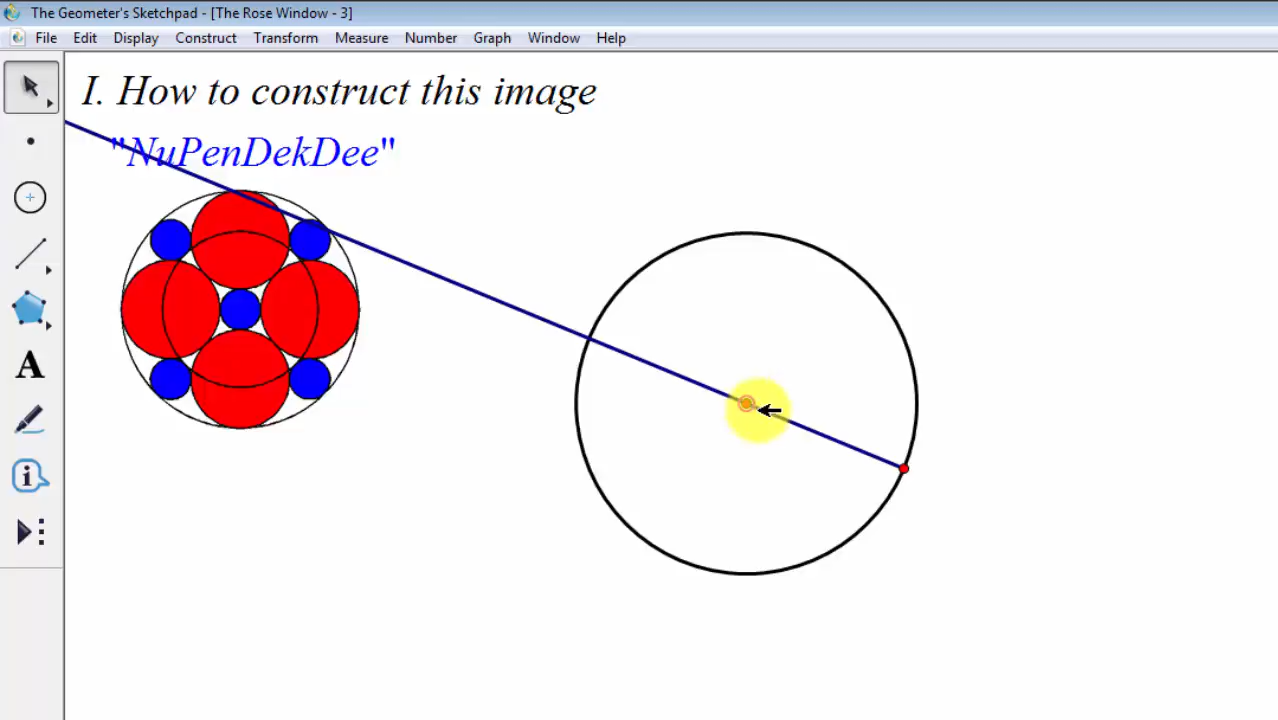 The Geometer's Sketchpad - [The Rose Window - 3]
File Edit Display Construct Transform Measure Number Graph Window Help
I. How to construct this image
"NuPenDekDee"
A
i